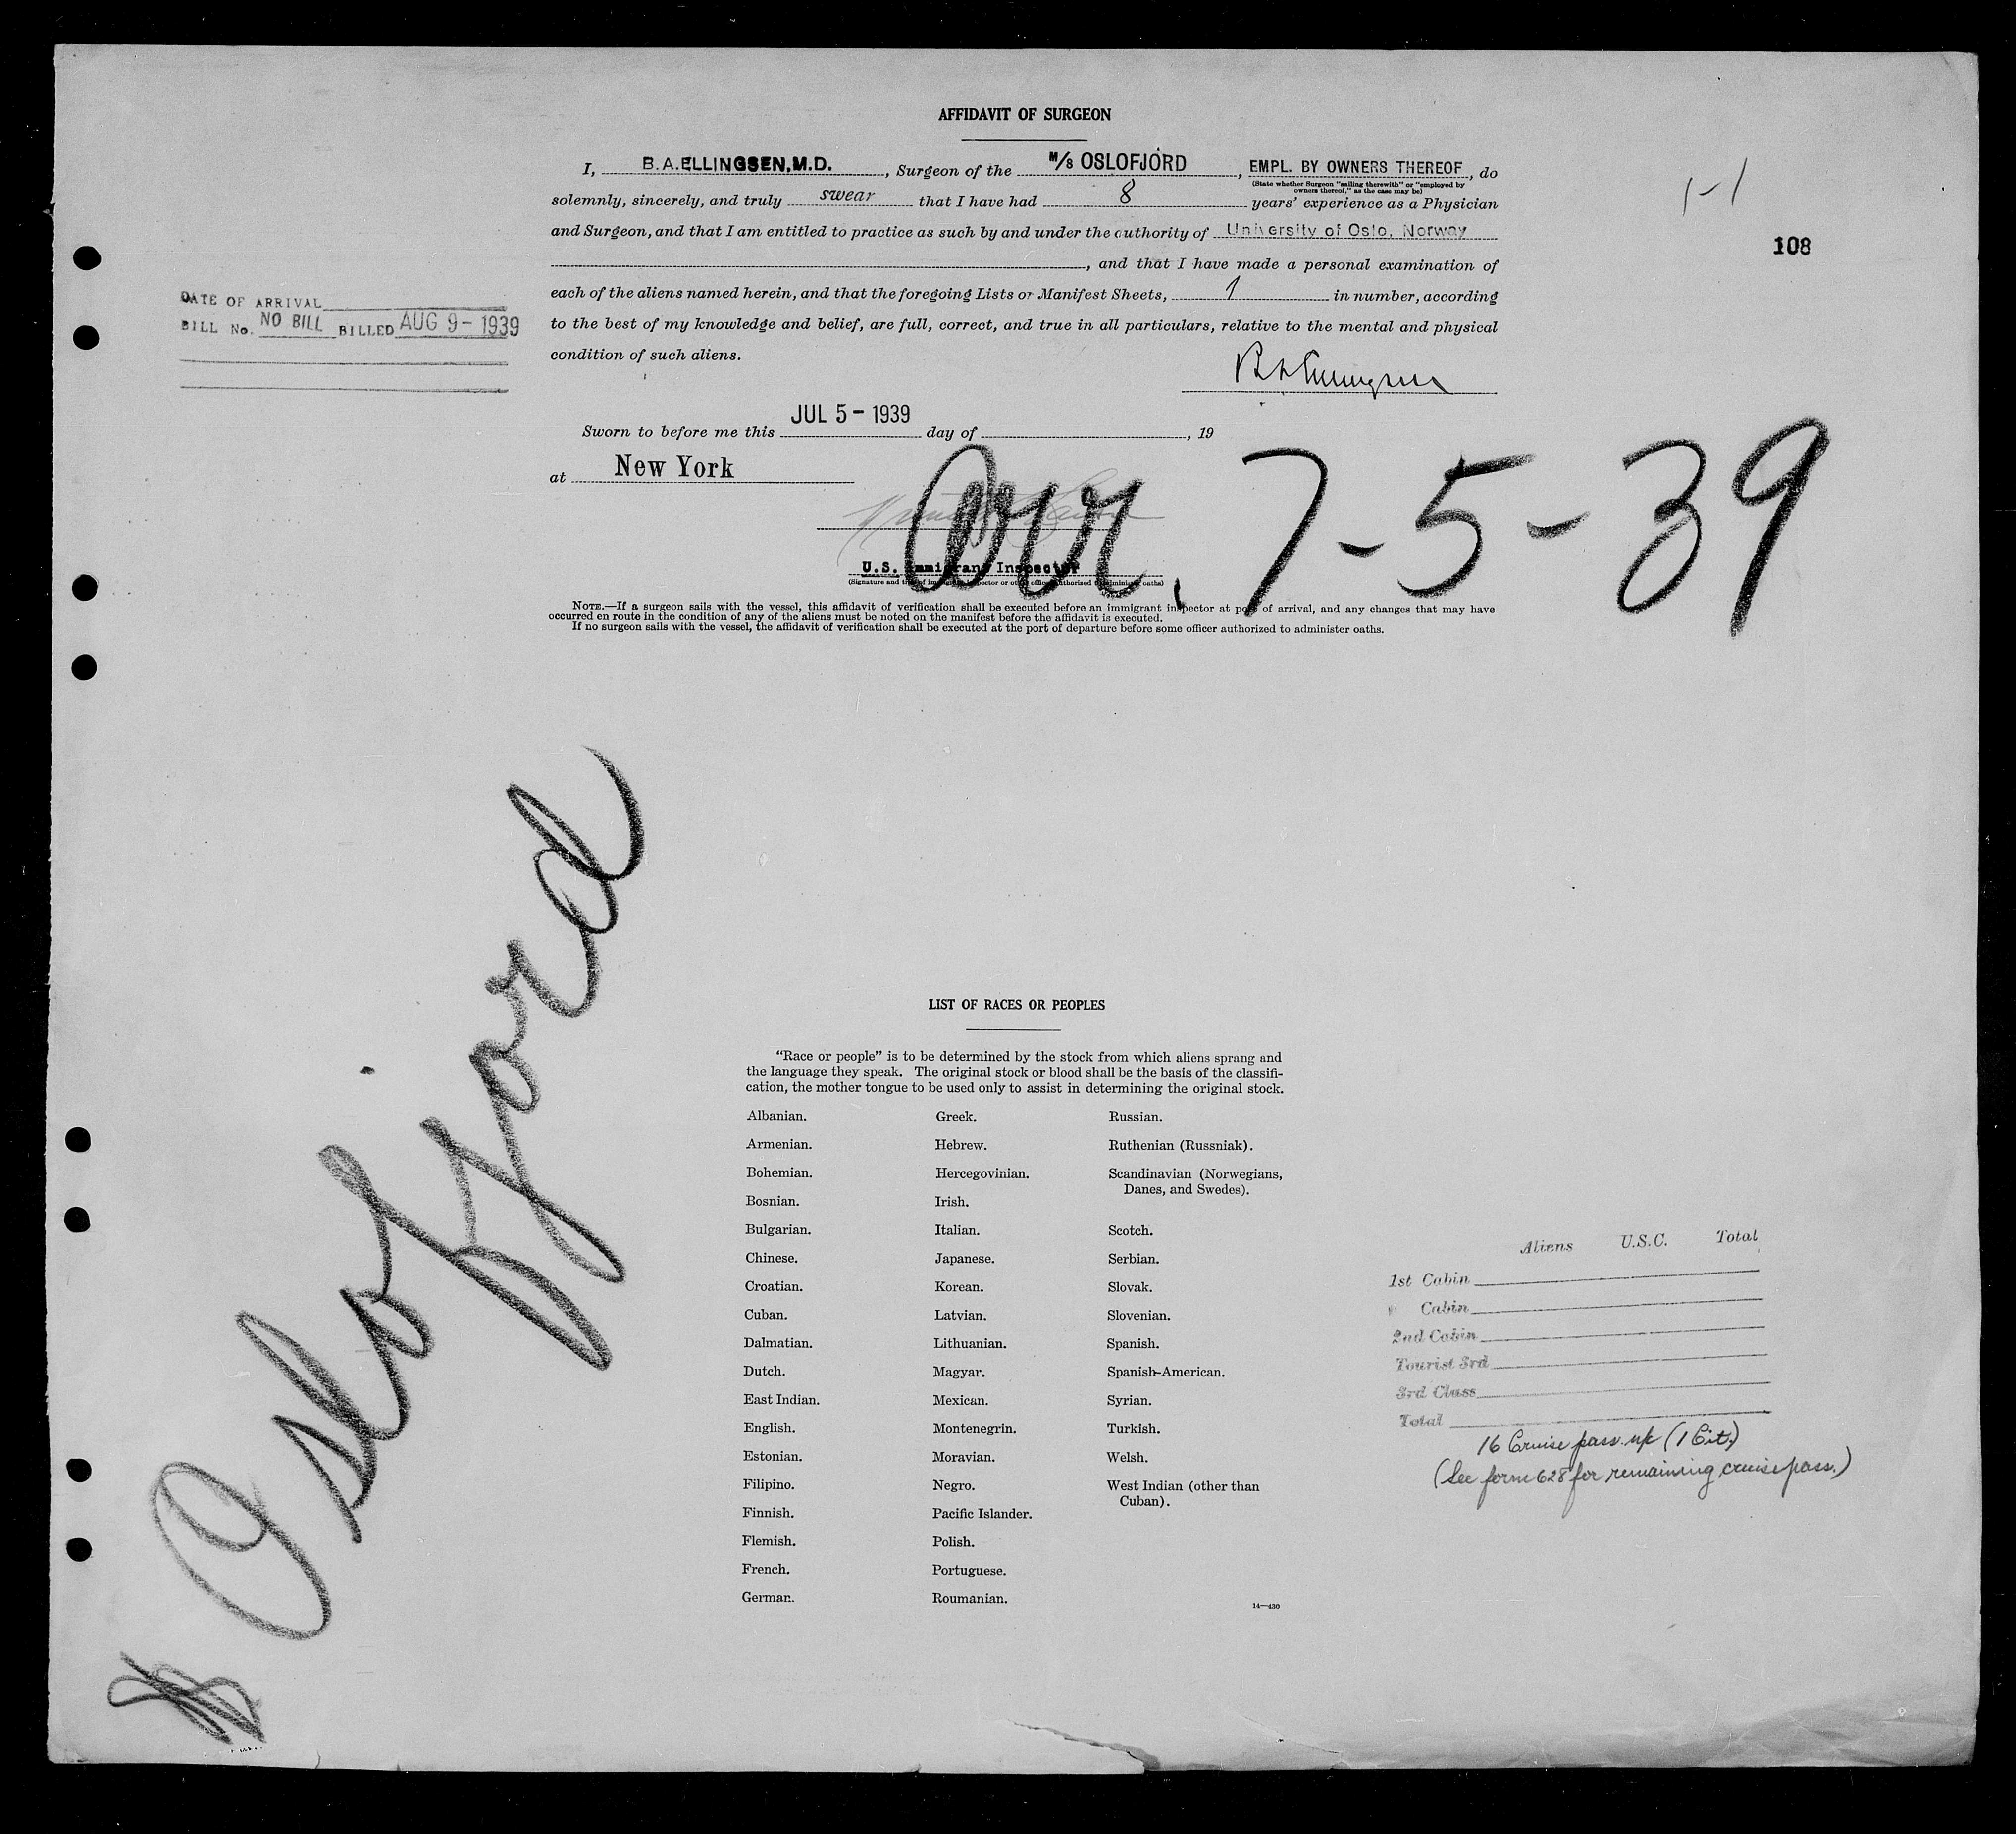 AFFIDAVIT OF SURGEON
I, B.A.ELLINGSEN,M.D., Surgeon of the M/S OSLOFJORD, EMPL. BY OWNERS THEREOF, do
(State whether Surgeon "sailing therewith" or "employed by
owners thereof," as the case may be)
solemnly, sincerely, and truly swear that I have had 8 years' experience as a Physician
and Surgeon, and that I am entitled to practice as such by and under the authority of University of Oslo, Norway
, and that I have made a personal examination of
each of the aliens named herein, and that the foregoing Lists or Manifest Sheets, 1 in number, according
to the best of my knowledge and belief, are full, correct, and true in all particulars, relative to the mental and physical
condition of such aliens.
1-1
108
DATE OF ARRIVAL
BILL No. NO BILL BILLED AUG 9- 1939
B A Ellingsen
Sworn to before me this JUL 5- 1939 day of , 19
at New York
Arr. 7-5-39
U.S. Immigrant Inspector
(Signature and title of immigrant inspector or other officer authorized to administer oaths)
NOTE.—If a surgeon sails with the vessel, this affidavit of verification shall be executed before an immigrant inspector at port of arrival, and any changes that may have
occurred en route in the condition of any of the aliens must be noted on the manifest before the affidavit is executed.
If no surgeon sails with the vessel, the affidavit of verification shall be executed at the port of departure before some officer authorized to administer oaths.
Oslofjord
LIST OF RACES OR PEOPLES
"Race or people" is to be determined by the stock from which aliens sprang and
the language they speak. The original stock or blood shall be the basis of the classifi-
cation, the mother tongue to be used only to assist in determining the original stock.
Albanian. Greek. Russian.
Armenian. Hebrew. Ruthenian (Russniak).
Bohemian. Hercegovinian. Scandinavian (Norwegians,
Danes, and Swedes).
Bosnian. Irish.
Bulgarian. Italian. Scotch.
Chinese. Japanese. Serbian.
Croatian. Korean. Slovak.
Cuban. Latvian. Slovenian.
Dalmatian. Lithuanian. Spanish.
Dutch. Magyar. Spanish-American.
East Indian. Mexican. Syrian.
English. Montenegrin. Turkish.
Estonian. Moravian. Welsh.
Filipino. Negro. West Indian (other than
Cuban).
Finnish. Pacific Islander.
Flemish. Polish.
French. Portuguese.
German. Roumanian.
14—430
Aliens U.S.C. Total
1st Cabin
Cabin
2nd Cabin
Tourist 3rd
3rd Class
Total
16 Cruise pass. (1 Cit.)
(See form 628 for remaining cruise pass.)